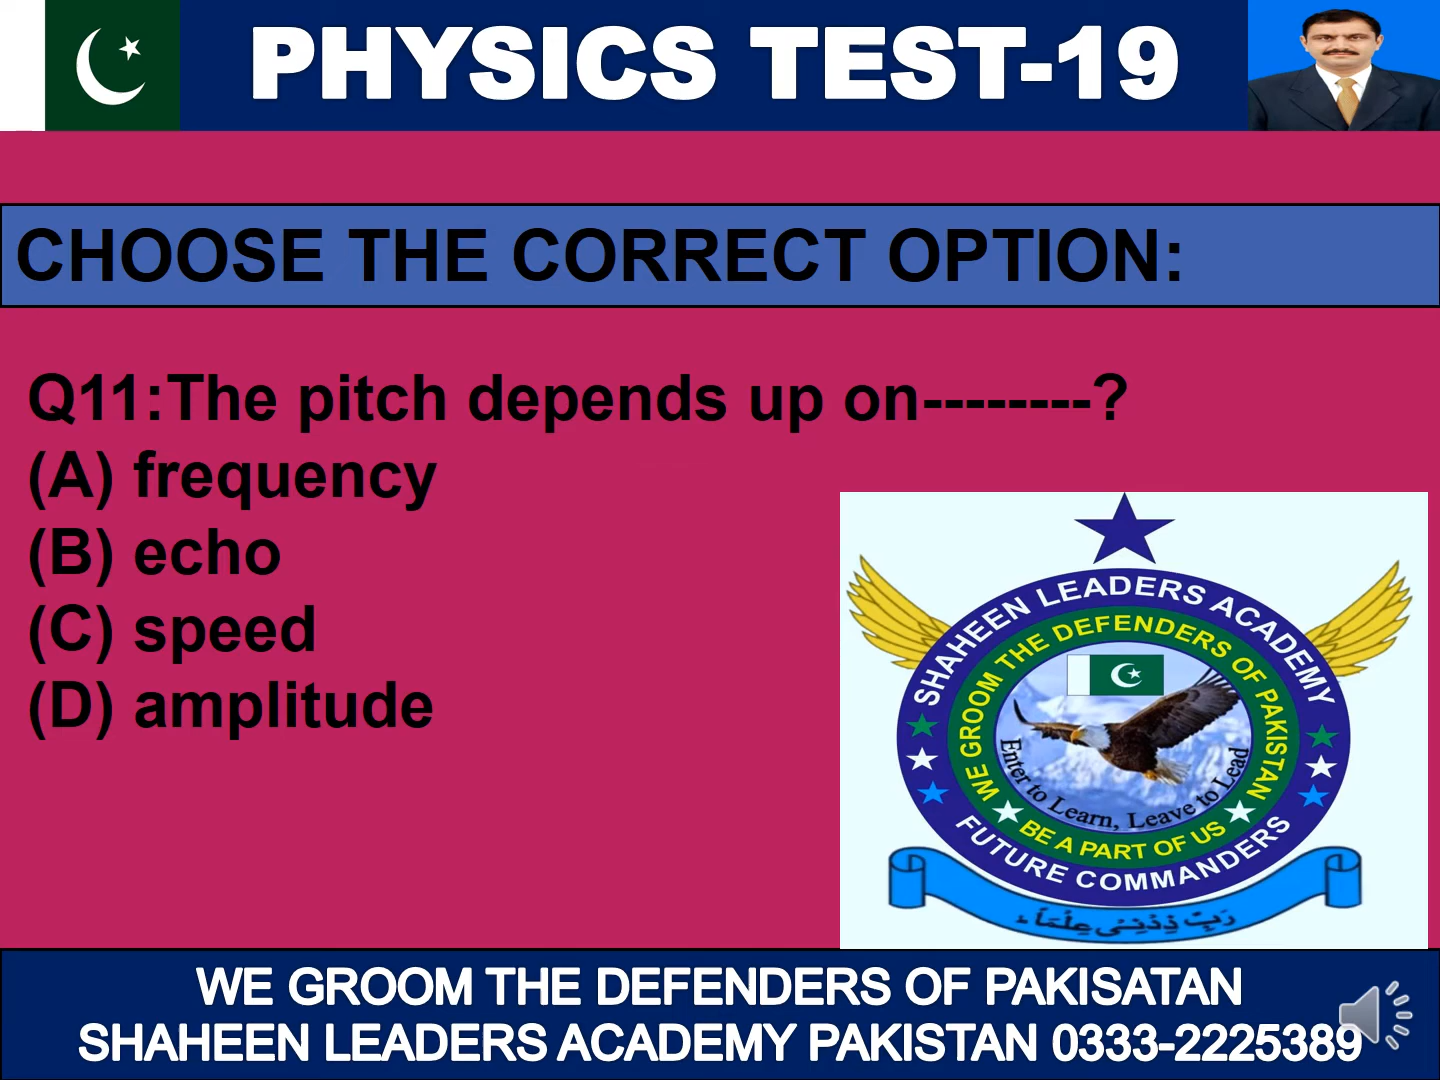 PHYSICS TEST-19
CHOOSE THE CORRECT OPTION:
Q11:The pitch depends up on--------?
(A) frequency
(B) echo
(C) speed
(D) amplitude
SHAHEEN LEADERS ACADEMY
WE GROOM THE DEFENDERS OF PAKISTAN
Enter to Learn, Leave to Lead
BE A PART OF US
FUTURE COMMANDERS
رَبِّ زِدْنِىْ عِلْمَاً
WE GROOM THE DEFENDERS OF PAKISATAN
SHAHEEN LEADERS ACADEMY PAKISTAN 0333-2225389